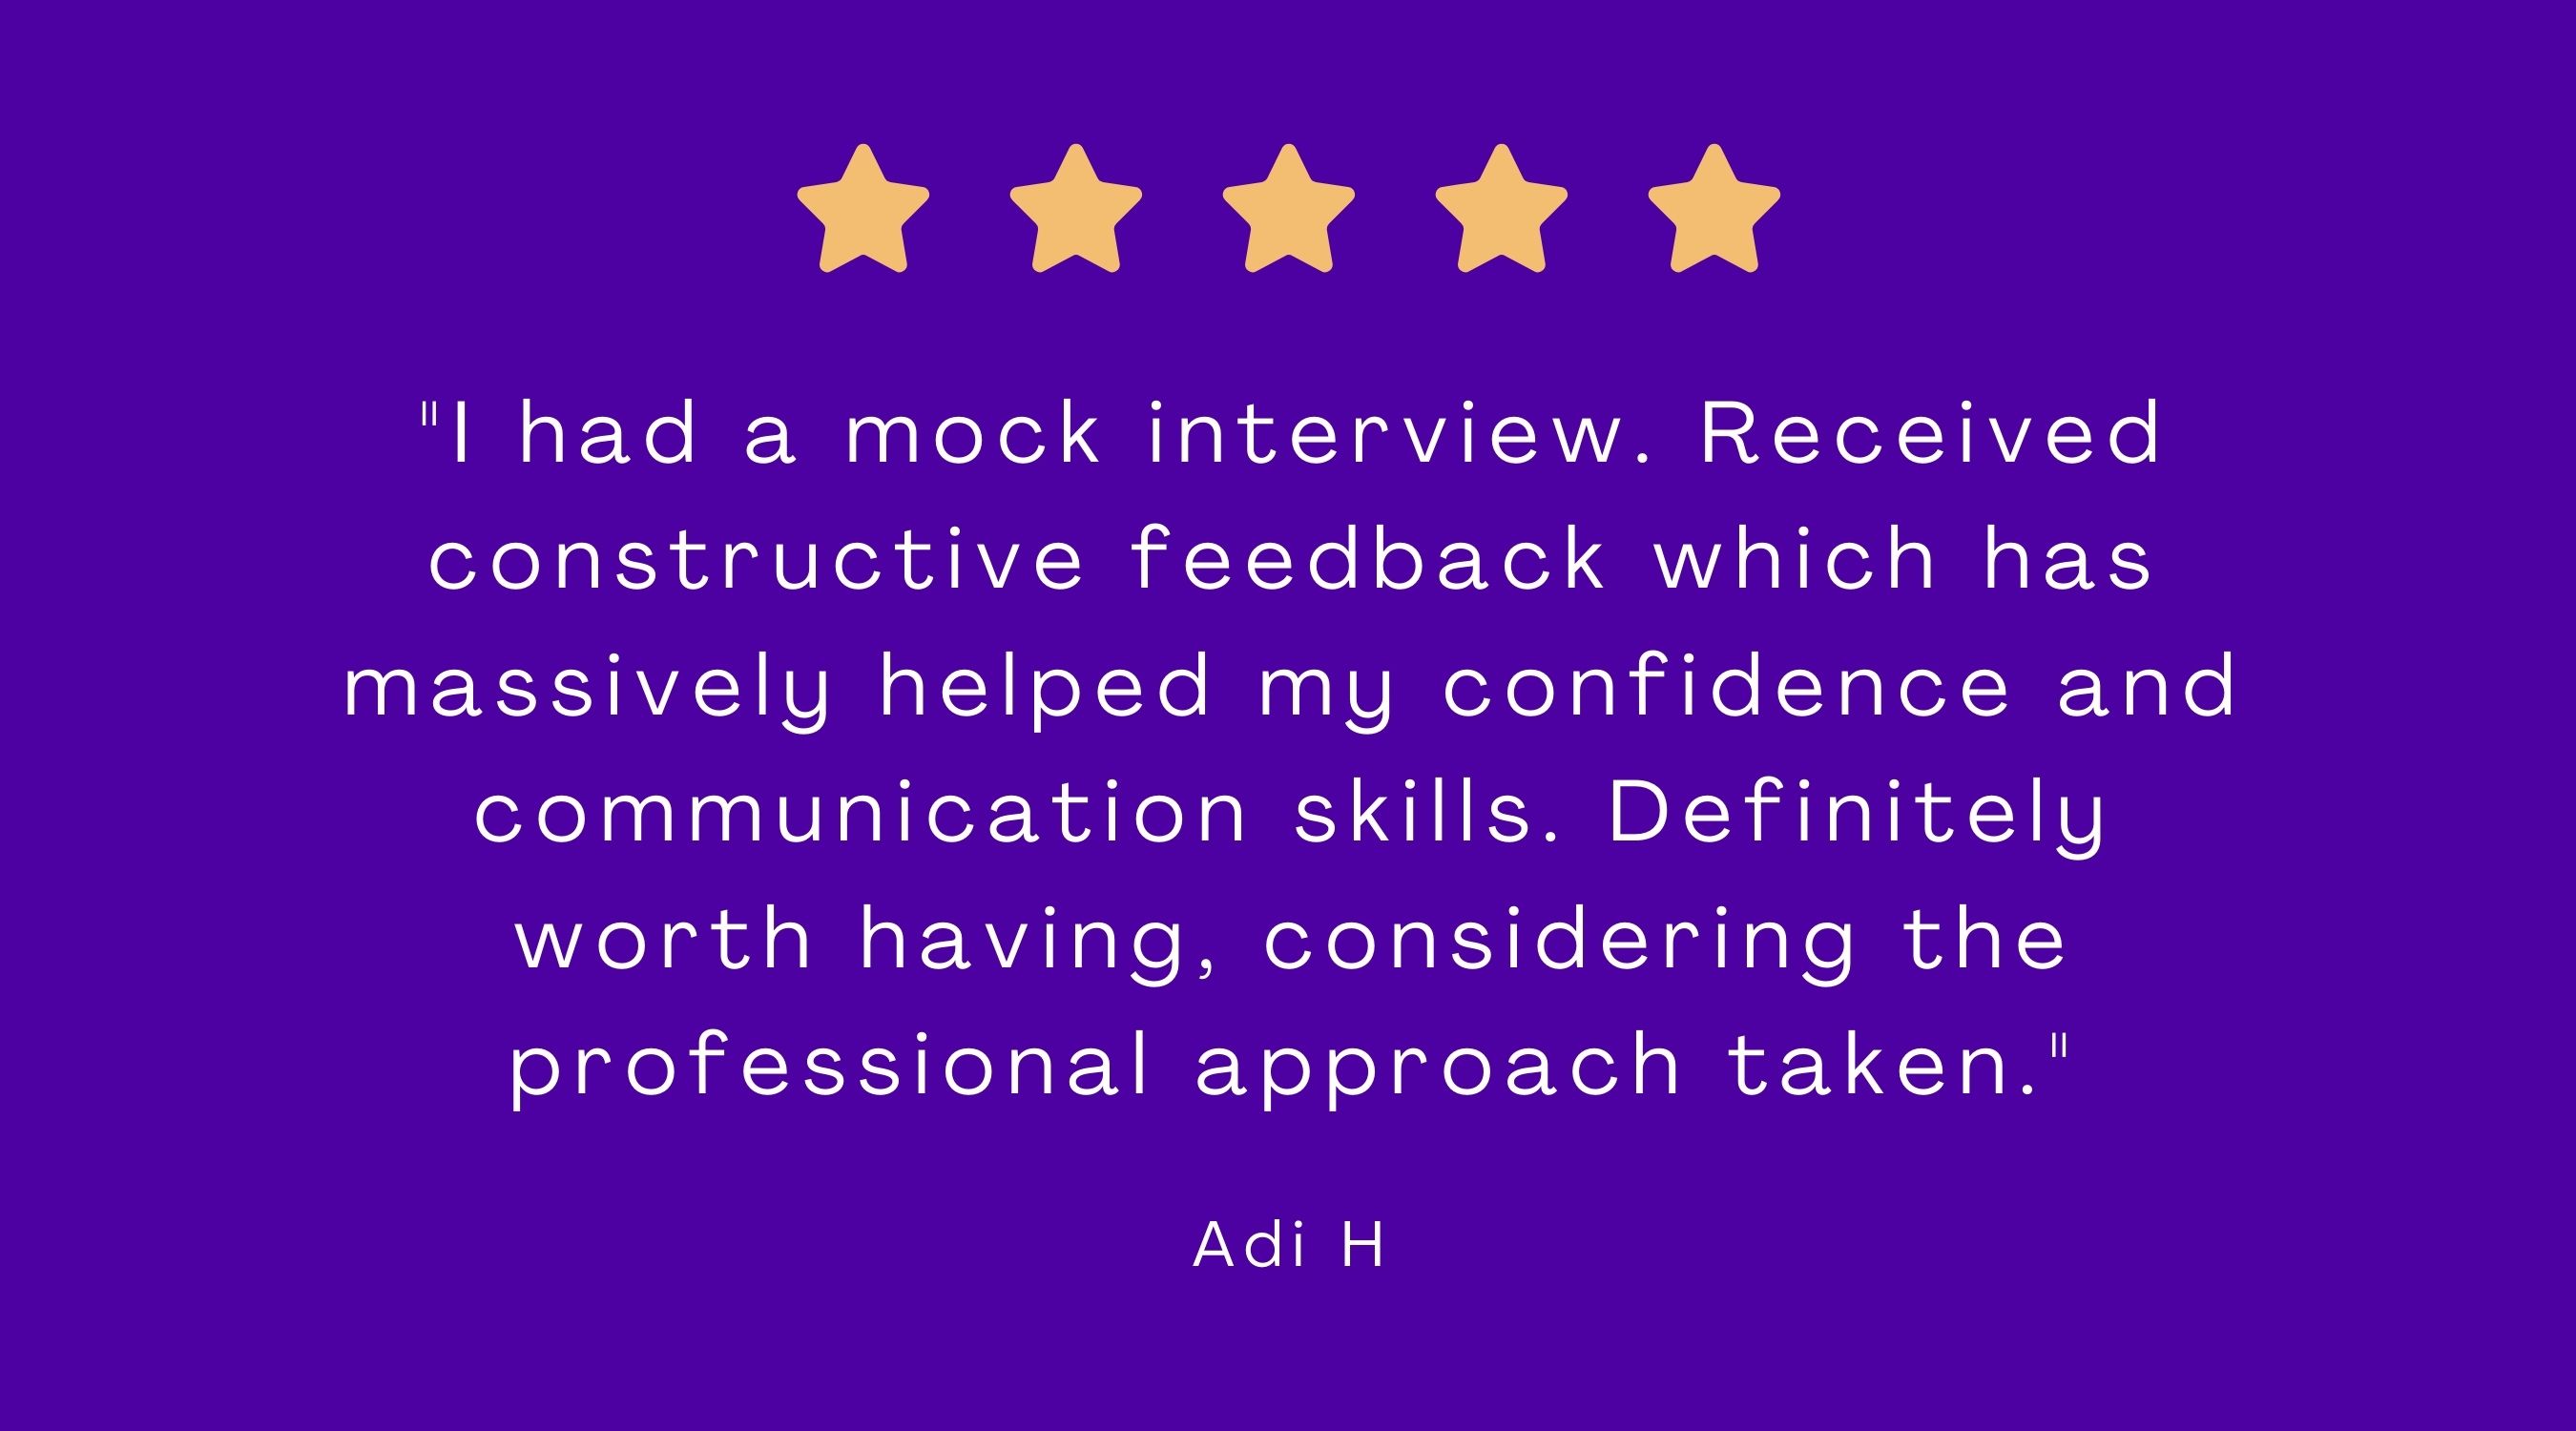 "I had a mock interview. Received
constructive feedback which has
massively helped my confidence and
communication skills. Definitely
worth having, considering the
professional approach taken."
Adi H